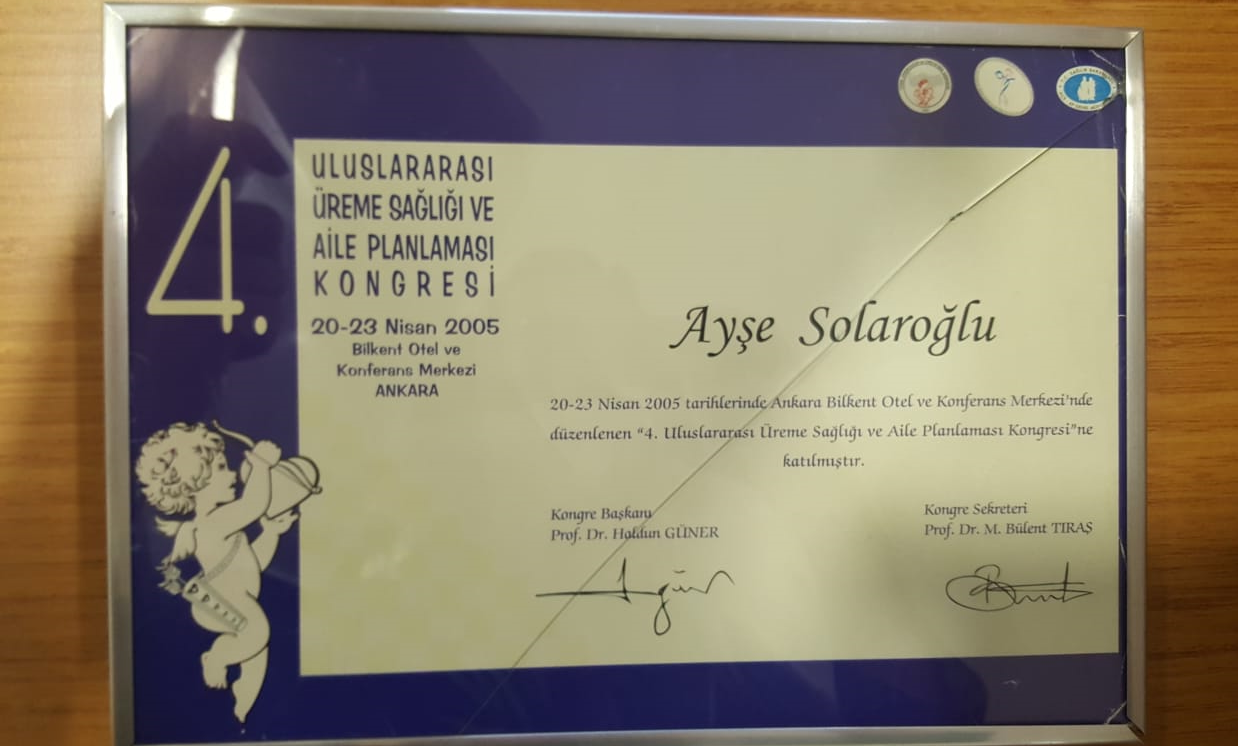 4.
ULUSLARARASI
ÜREME SAĞLIĞI VE
AİLE PLANLAMASI
KONGRESİ
20-23 Nisan 2005
Bilkent Otel ve
Konferans Merkezi
ANKARA
Ayşe Solaroğlu
20-23 Nisan 2005 tarihlerinde Ankara Bilkent Otel ve Konferans Merkezi'nde
düzenlenen "4. Uluslararası Üreme Sağlığı ve Aile Planlaması Kongresi"ne
katılmıştır.
Kongre Başkanı
Prof. Dr. Haldun GÜNER
Kongre Sekreteri
Prof. Dr. M. Bülent TIRAŞ